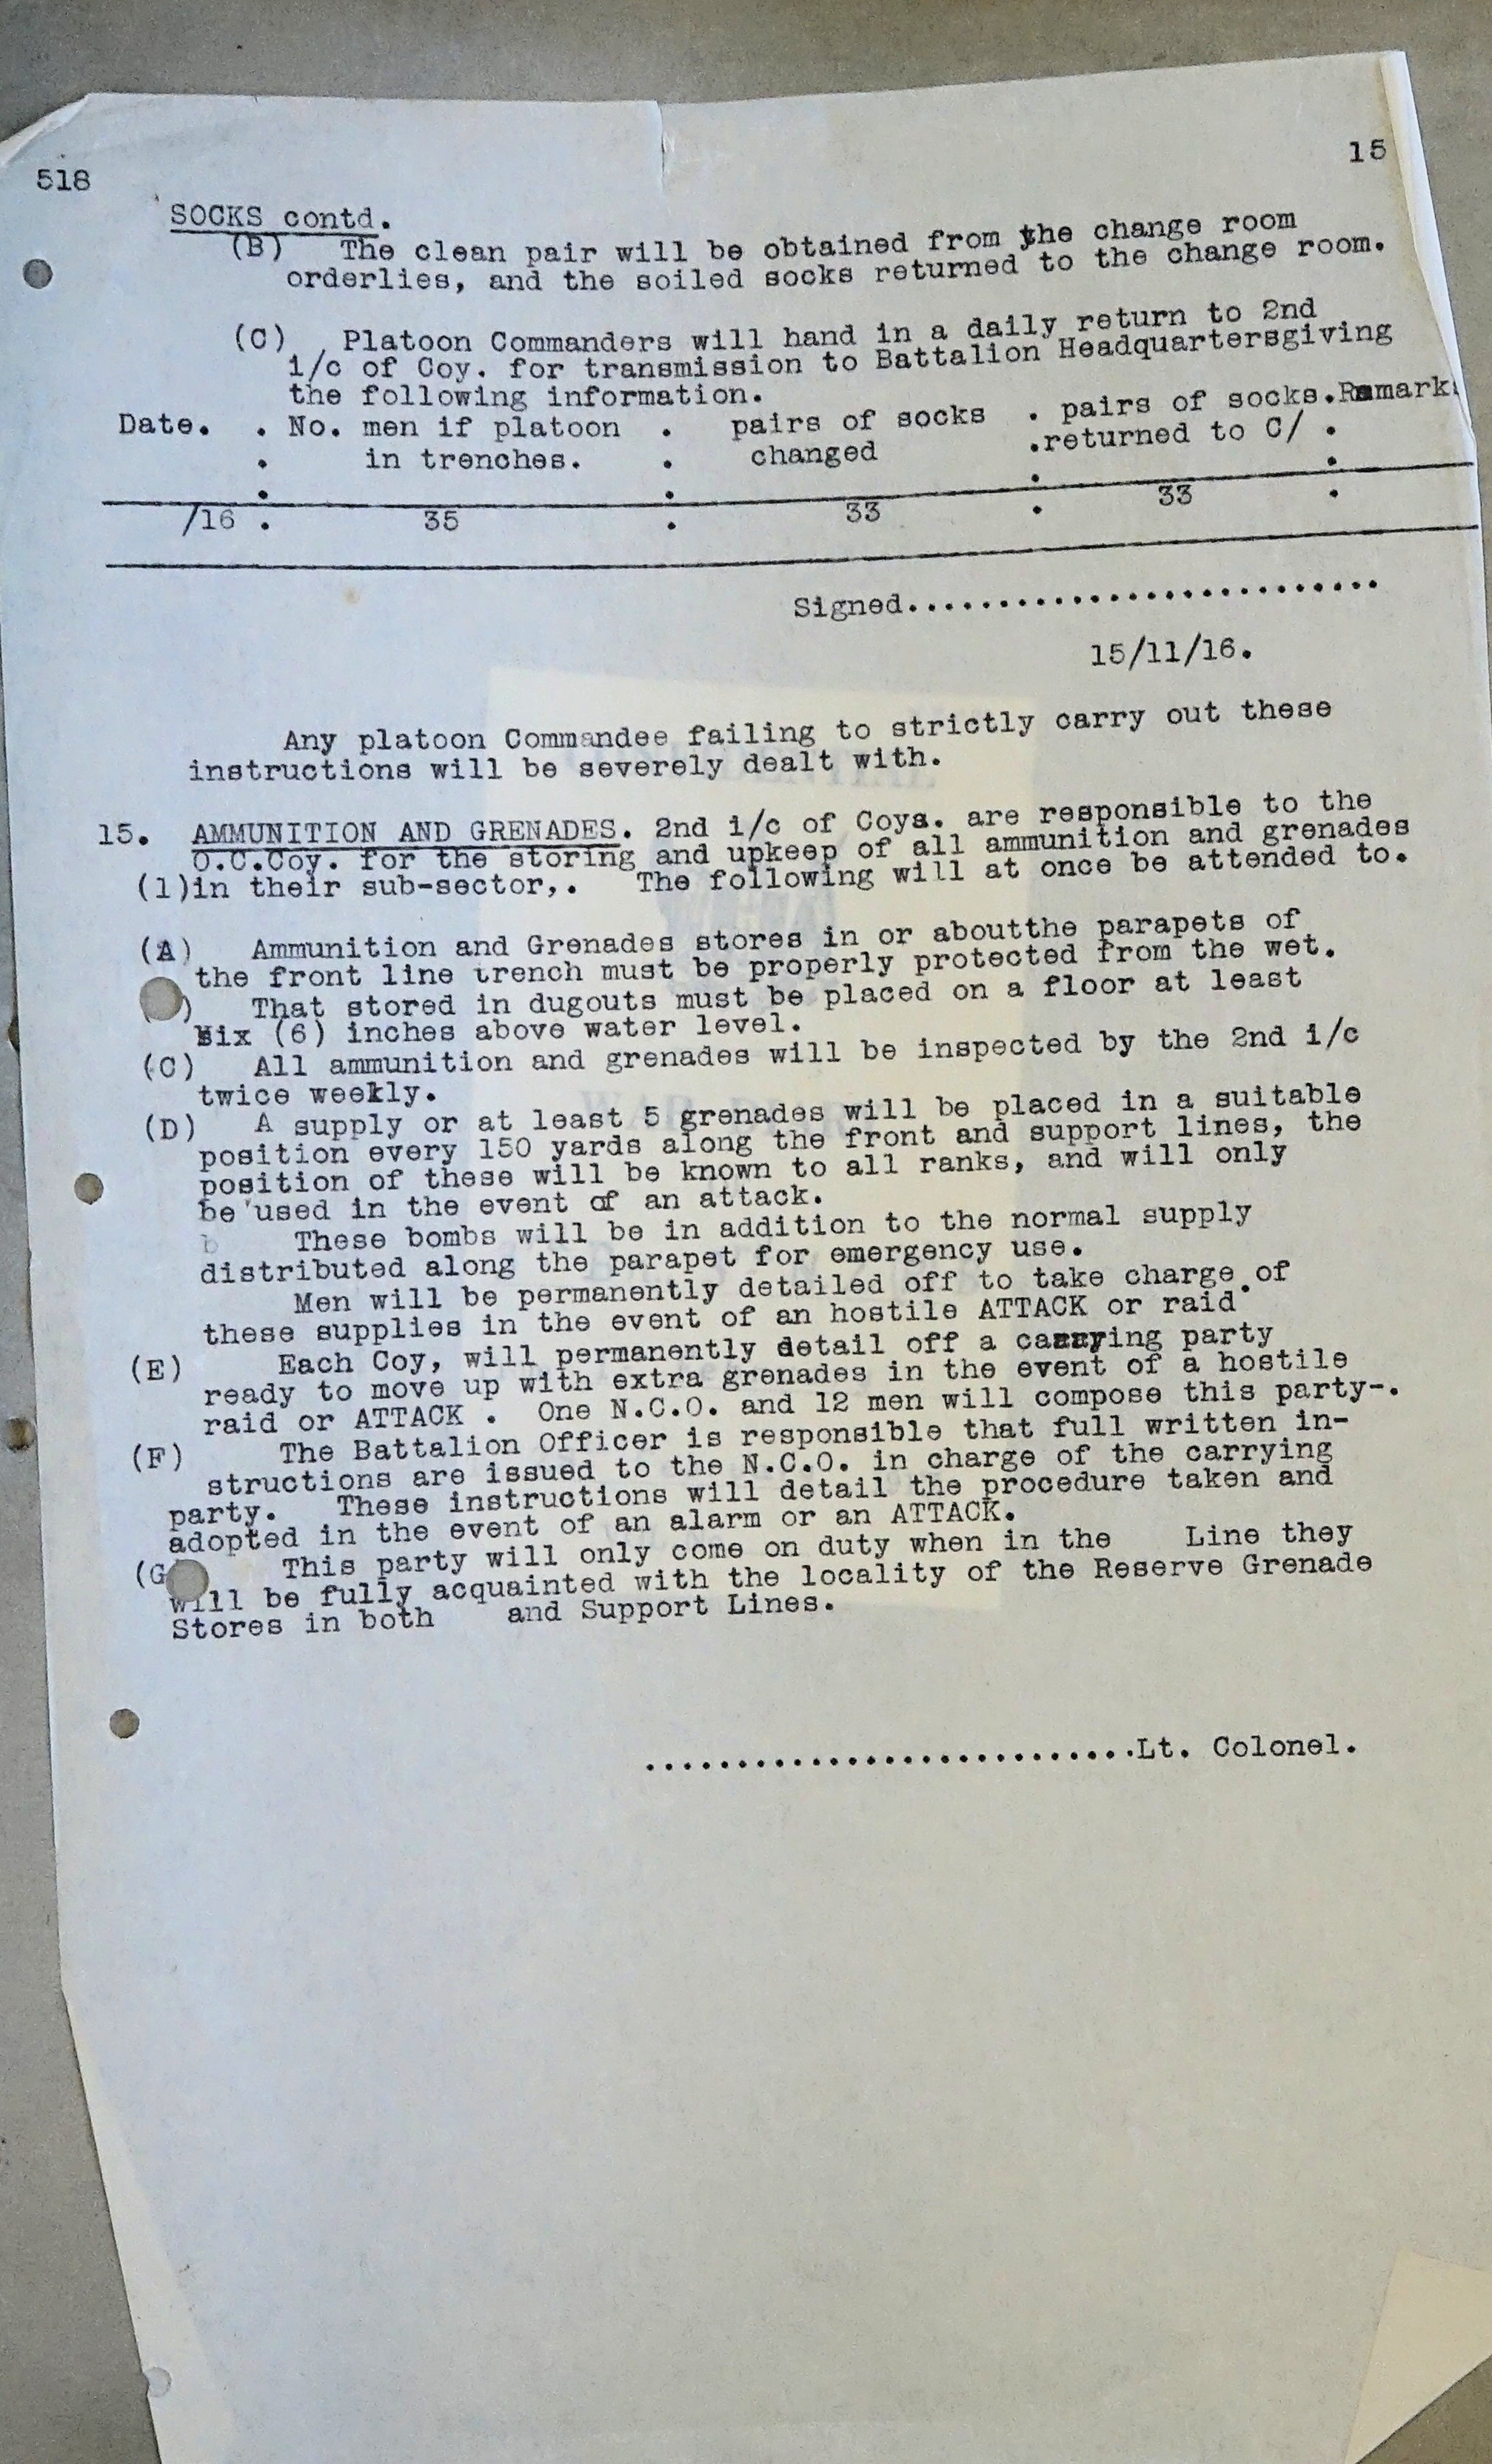 518
15
SOCKS contd.
(B) The clean pair will be obtained from the change room
orderlies, and the soiled socks returned to the change room.
(C) Platoon Commanders will hand in a daily return to 2nd
i/c of Coy. for transmission to Battalion Headquartersgiving
the following information.
Date. . No. men if platoon . pairs of socks . pairs of socks.Remark
. in trenches. . changed .returned to C/ .
. . . .
/16 . 35 . 33 . 33 .
Signed..........................
15/11/16.
Any platoon Commandee failing to strictly carry out these
instructions will be severely dealt with.
15. AMMUNITION AND GRENADES. 2nd i/c of Coys. are responsible to the
O.C.Coy. for the storing and upkeep of all ammunition and grenades
(1)in their sub-sector,. The following will at once be attended to.
(A) Ammunition and Grenades stores in or aboutthe parapets of
the front line trench must be properly protected from the wet.
) That stored in dugouts must be placed on a floor at least
Six (6) inches above water level.
(C) All ammunition and grenades will be inspected by the 2nd i/c
twice weekly.
(D) A supply or at least 5 grenades will be placed in a suitable
position every 150 yards along the front and support lines, the
position of these will be known to all ranks, and will only
be used in the event of an attack.
b These bombs will be in addition to the normal supply
distributed along the parapet for emergency use.
Men will be permanently detailed off to take charge of
these supplies in the event of an hostile ATTACK or raid.
(E) Each Coy, will permanently detail off a carrying party
ready to move up with extra grenades in the event of a hostile
raid or ATTACK . One N.C.O. and 12 men will compose this party-.
(F) The Battalion Officer is responsible that full written in-
structions are issued to the N.C.O. in charge of the carrying
party. These instructions will detail the procedure taken and
adopted in the event of an alarm or an ATTACK.
(G This party will only come on duty when in the Line they
will be fully acquainted with the locality of the Reserve Grenade
Stores in both and Support Lines.
...........................Lt. Colonel.